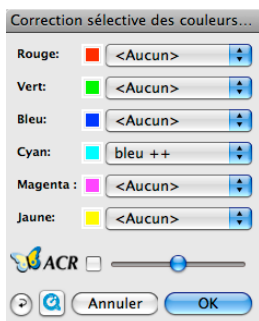 Correction sélective des couleurs...
Rouge: <Aucun>
Vert: <Aucun>
Bleu: <Aucun>
Cyan: bleu ++
Magenta : <Aucun>
Jaune: <Aucun>
ACR
Annuler OK